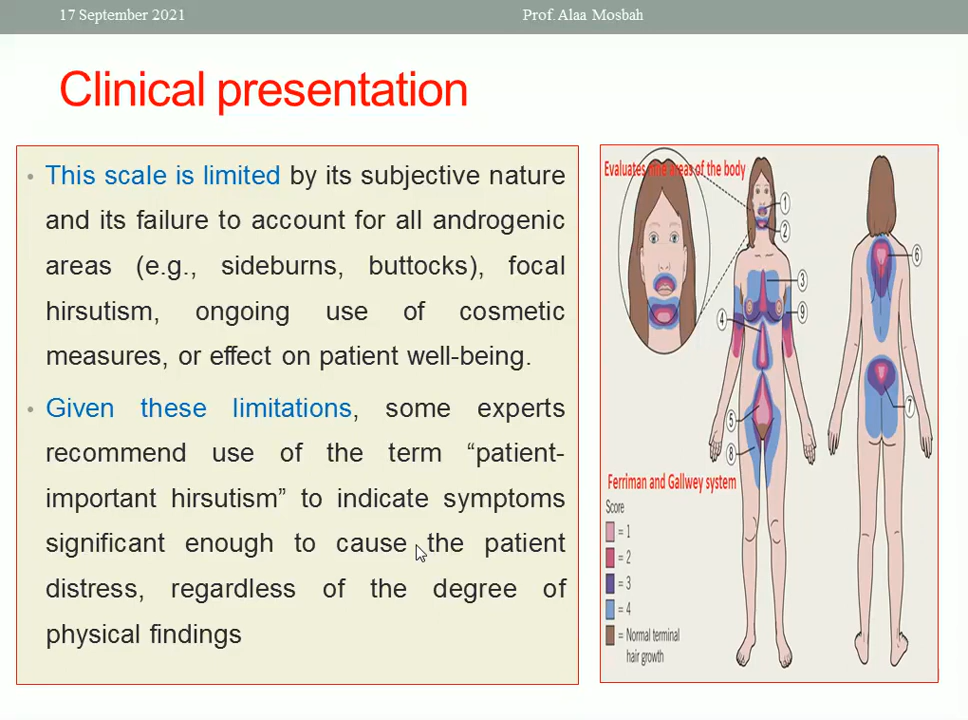 17 September 2021
Prof. Alaa Mosbah
Clinical presentation
• This scale is limited by its subjective nature
and its failure to account for all androgenic
areas (e.g., sideburns, buttocks), focal
hirsutism, ongoing use of cosmetic
measures, or effect on patient well-being.
• Given these limitations, some experts
recommend use of the term “patient-
important hirsutism” to indicate symptoms
significant enough to cause the patient
distress, regardless of the degree of
physical findings
Evaluates nine areas of the body
1
2
3
4
9
5
8
6
7
Ferriman and Gallwey system
Score
= 1
= 2
= 3
= 4
= Normal terminal
hair growth